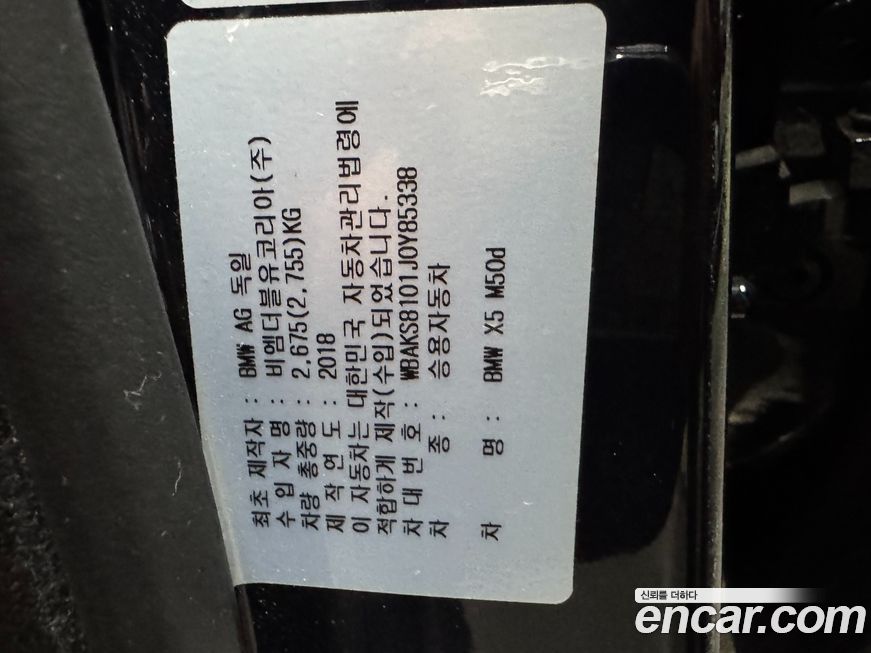 최초 제작자 : BMW AG 독일
수 입 자 명 : 비엠더블유코리아(주)
차량 총중량 : 2,675(2,755)KG
제 작 연 도 : 2018
이 자동차는 대한민국 자동차관리법령에
적합하게 제작(수입)되었습니다.
차 대 번 호 : WBAKS8101J0Y85338
차 종 : 승용자동차
차 명 : BMW X5 M50d
신뢰를 더하다
encar.com